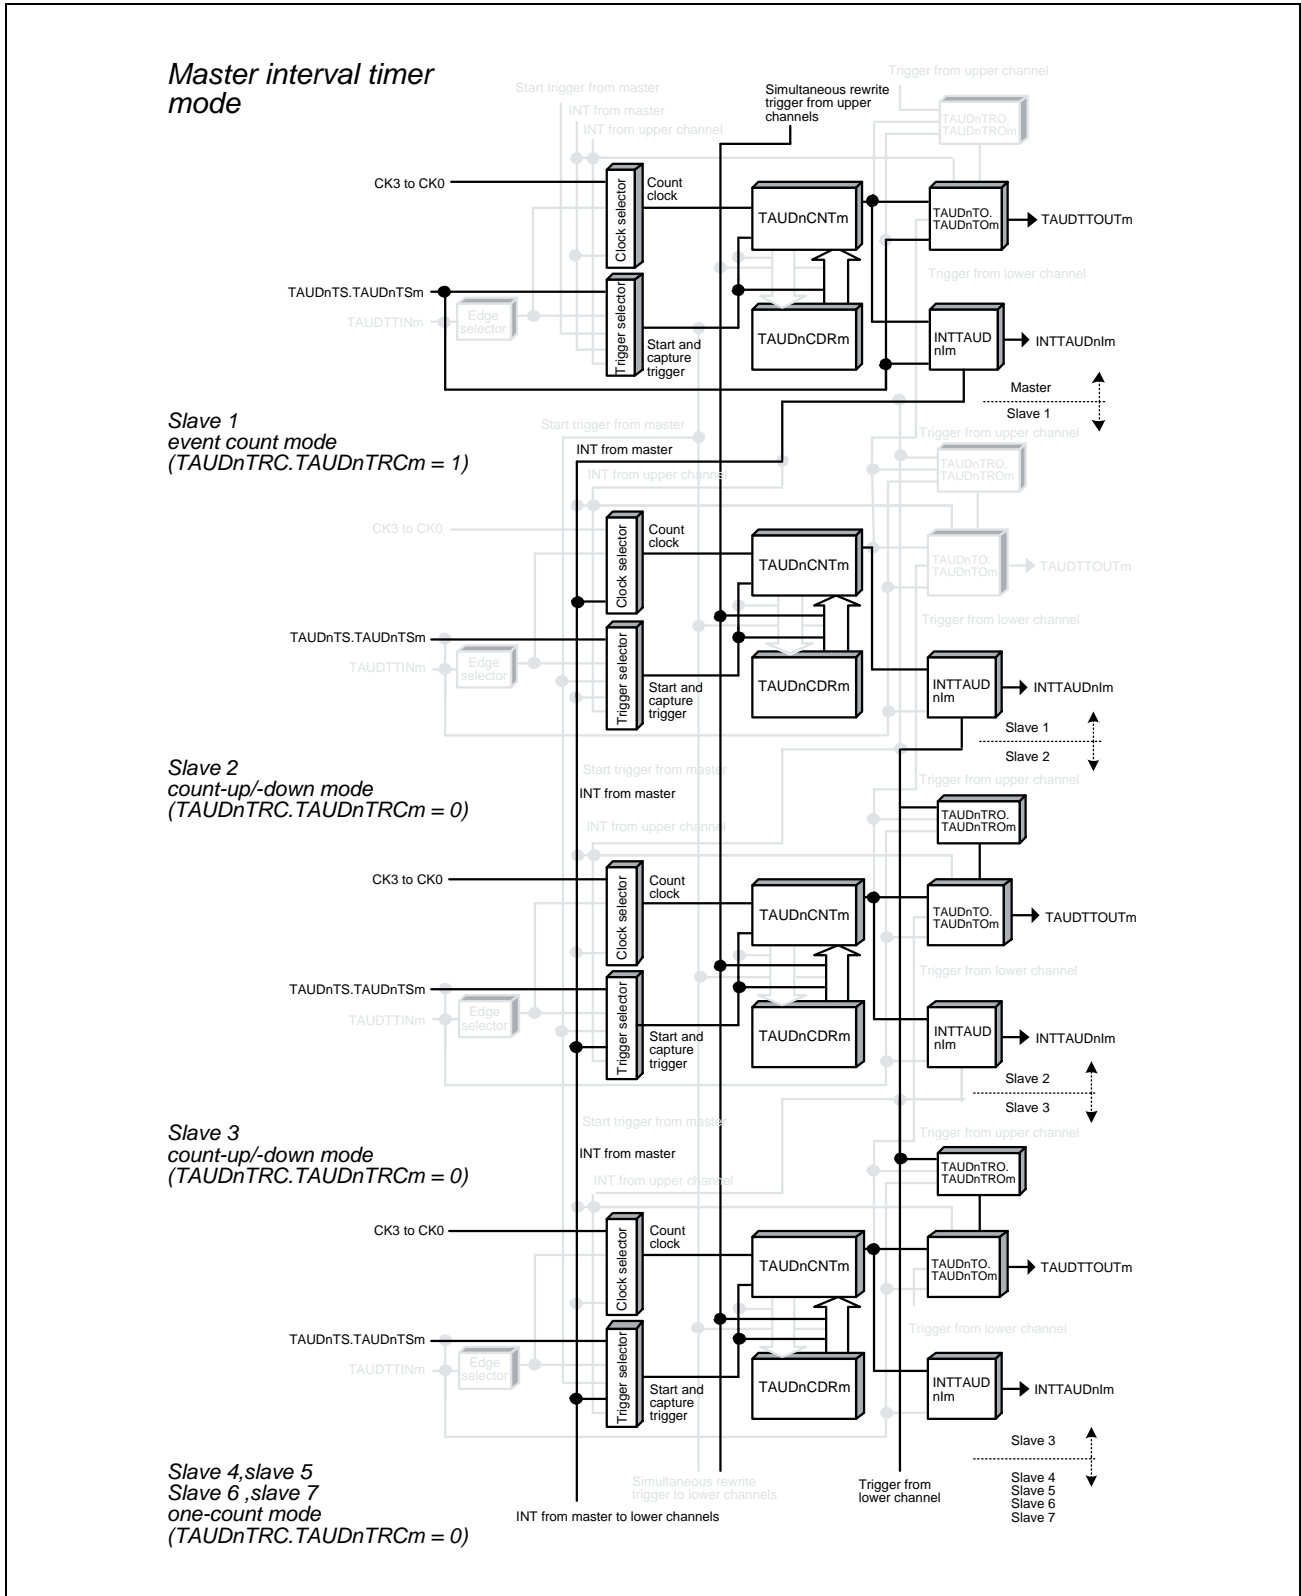 Master interval timer
mode
Trigger from upper channel
Start trigger from master
Simultaneous rewrite
trigger from upper
channels
INT from master
INT from upper channel
TAUDnTRO.
TAUDnTROm
CK3 to CK0
Clock selector
Count
clock
TAUDnCNTm
TAUDnTO.
TAUDnTOm
TAUDTTOUTm
Trigger from lower channel
TAUDnTS.TAUDnTSm
TAUDTTINm
Edge
selector
Trigger selector
Start and
capture
trigger
TAUDnCDRm
INTTAUD
nIm
INTTAUDnIm
Master
Slave 1
Slave 1
event count mode
(TAUDnTRC.TAUDnTRCm = 1)
Start trigger from master
Trigger from upper channel
INT from master
INT from upper channel
TAUDnTRO.
TAUDnTROm
CK3 to CK0
Clock selector
Count
clock
TAUDnCNTm
TAUDnTO.
TAUDnTOm
TAUDTTOUTm
Trigger from lower channel
TAUDnTS.TAUDnTSm
TAUDTTINm
Edge
selector
Trigger selector
Start and
capture
trigger
TAUDnCDRm
INTTAUD
nIm
INTTAUDnIm
Slave 1
Slave 2
Slave 2
count-up/-down mode
(TAUDnTRC.TAUDnTRCm = 0)
Start trigger from master
Trigger from upper channel
INT from master
INT from upper channel
TAUDnTRO.
TAUDnTROm
CK3 to CK0
Clock selector
Count
clock
TAUDnCNTm
TAUDnTO.
TAUDnTOm
TAUDTTOUTm
Trigger from lower channel
TAUDnTS.TAUDnTSm
TAUDTTINm
Edge
selector
Trigger selector
Start and
capture
trigger
TAUDnCDRm
INTTAUD
nIm
INTTAUDnIm
Slave 2
Slave 3
Slave 3
count-up/-down mode
(TAUDnTRC.TAUDnTRCm = 0)
Start trigger from master
Trigger from upper channel
INT from master
INT from upper channel
TAUDnTRO.
TAUDnTROm
CK3 to CK0
Clock selector
Count
clock
TAUDnCNTm
TAUDnTO.
TAUDnTOm
TAUDTTOUTm
Trigger from lower channel
TAUDnTS.TAUDnTSm
TAUDTTINm
Edge
selector
Trigger selector
Start and
capture
trigger
TAUDnCDRm
INTTAUD
nIm
INTTAUDnIm
Slave 3
Slave 4
Slave 5
Slave 6
Slave 7
Slave 4,slave 5
Slave 6 ,slave 7
one-count mode
(TAUDnTRC.TAUDnTRCm = 0)
Simultaneous rewrite
trigger to lower channels
Trigger from
lower channel
INT from master to lower channels